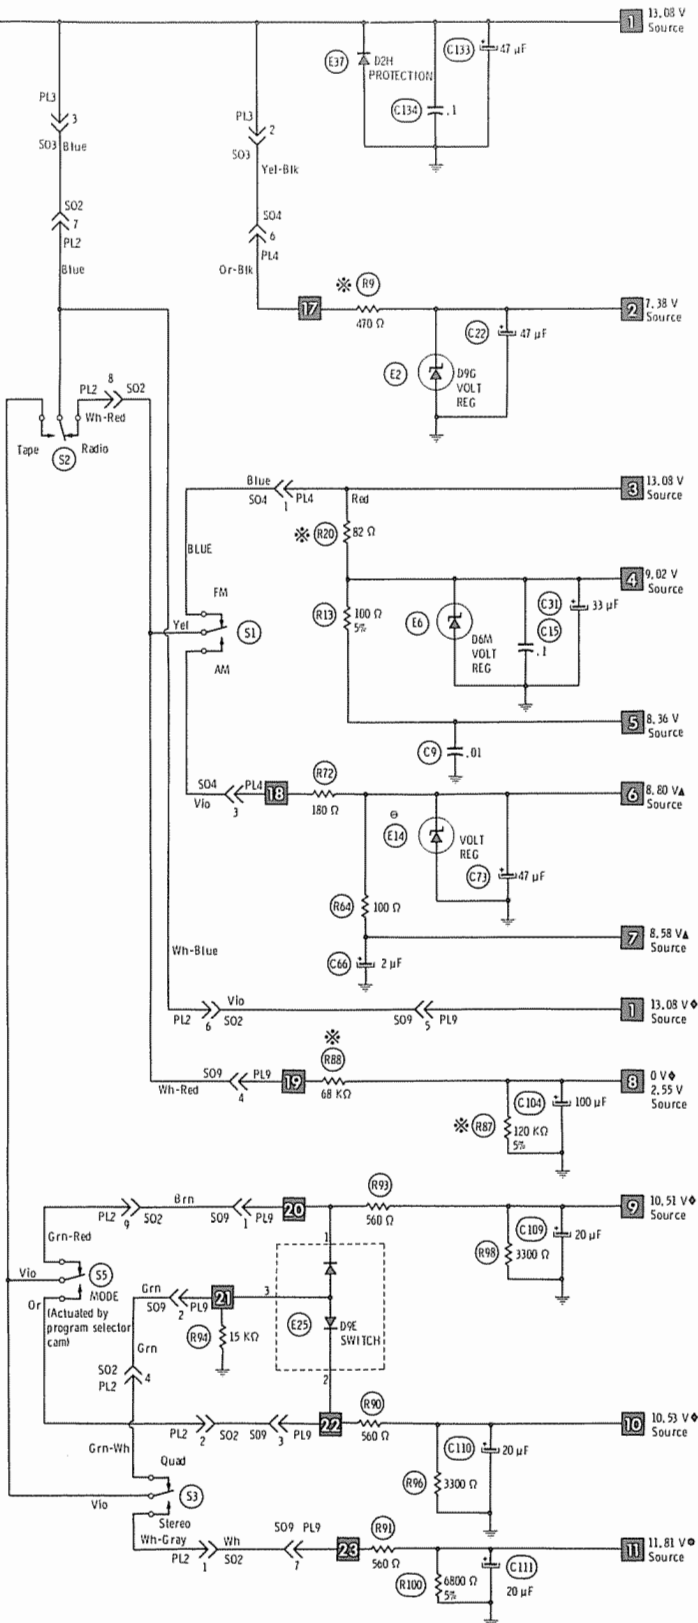 1 13.08 V
Source
E37 D2H
PROTECTION
C133 47 µF
C134 .1
PL3
3
SO3 Blue
SO2
7
PL2
Blue
PL3
2
SO3
Yel-Blk
SO4
6
PL4
Or-Blk
17
※ R9
470 Ω
2 7.38 V
Source
C22 47 µF
E2 D9G
VOLT
REG
PL2 8 SO2
Wh-Red
Tape S2 Radio
Blue
SO4 1 PL4 Red
3 13.08 V
Source
※ R20 82 Ω
BLUE
4 9.02 V
Source
FM
Yel S1
AM
R13 100 Ω
5%
E6 D6M
VOLT
REG
C31 33 µF
C15 .1
5 8.36 V
Source
C9 .01
SO4 PL4 18
Vio 3
R72
180 Ω
6 8.80 V▲
Source
⊖
E14 VOLT
REG
C73 47 µF
R64 100 Ω
7 8.58 V▲
Source
C66 2 µF
Wh-Blue
Vio
PL2 6 SO2
SO9 5 PL9
1 13.08 V◆
Source
※
SO9 PL9 19 R88
Wh-Red 4 68 KΩ
8 0 V◆
2.55 V
Source
C104 100 µF
※ R87 120 KΩ
5%
Brn
PL2 9 SO2 SO9 1 PL9 20
R93
560 Ω
9 10.51 V◆
Source
C109 20 µF
R98 3300 Ω
Grn-Red
Vio S5
MODE
Or (Actuated by
program selector
cam)
Grn
SO9 2 PL9 21
R94 15 KΩ
1
3
E25 D9E
SWITCH
2
Grn
SO2
PL2 4
PL2 2 SO2 SO9 3 PL9 22
R90
560 Ω
10 10.53 V◆
Source
C110 20 µF
R96 3300 Ω
Grn-Wh
Quad
Vio S3
Stereo
Wh-Gray Wh
PL2 1 SO2
SO9 PL9
7
23
R91
560 Ω
11 11.81 V
Source
R100 6800 Ω
5%
C111
20 µF